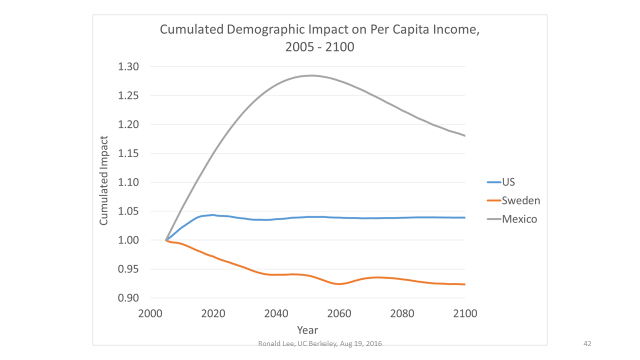 Cumulated Demographic Impact on Per Capita Income,
2005 - 2100
1.30
1.25
1.20
1.15
1.10
1.05
1.00
0.95
0.90
Cumulated Impact
2000 2020 2040 2060 2080 2100
Year
US
Sweden
Mexico
Ronald Lee, UC Berkeley, Aug 19, 2016
42